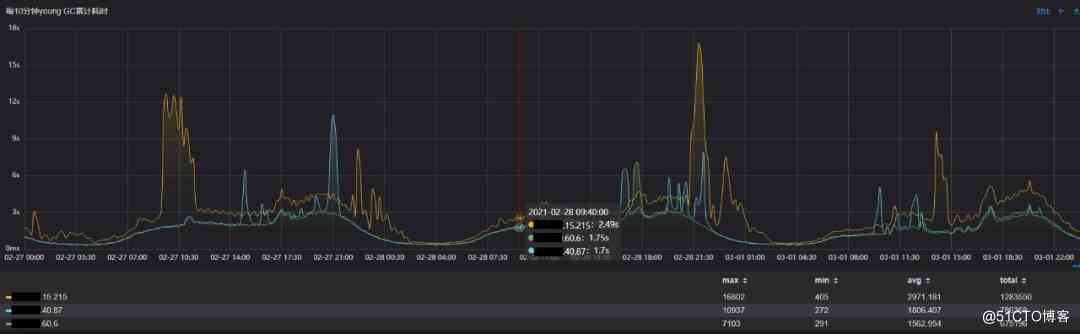 每10分钟young GC累计耗时
对比
18s
15s
12s
9s
6s
3s
0ms
2021-02-28 09:40:00
.15.215: 2.49s
.60.6: 1.75s
.40.87: 1.7s
02-27 00:00 02-27 03:30 02-27 07:00 02-27 10:30 02-27 14:00 02-27 17:30 02-27 21:00 02-28 00:30 02-28 04:00 02-28 07:30 02-28 18:00 02-28 21:30 03-01 01:00 03-01 04:30 03-01 08:00 03-01 11:30 03-01 15:00 03-01 18:30 03-01 22:00
max min avg total
15.215 16802 405 2971.181 1283550
40.87 10937 272 1806.407
60.6 7103 291 1562.954 675196
@51CTO博客